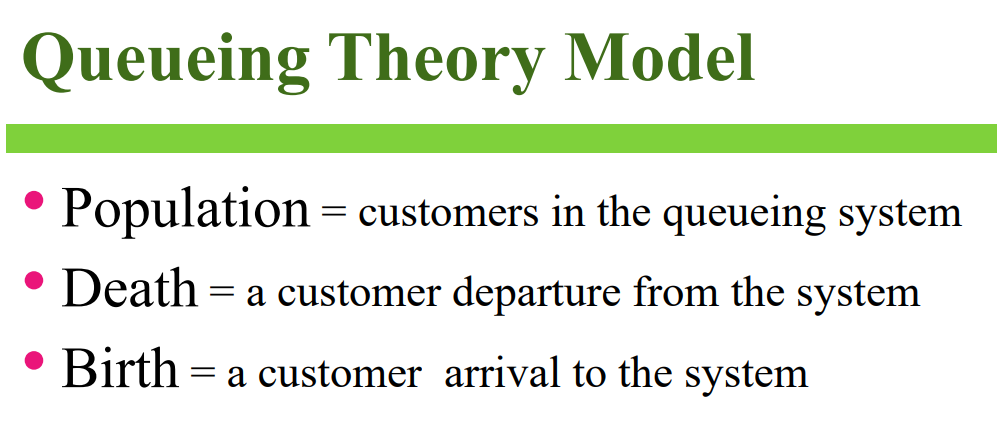 Queueing Theory Model
• Population = customers in the queueing system
• Death = a customer departure from the system
• Birth = a customer  arrival to the system